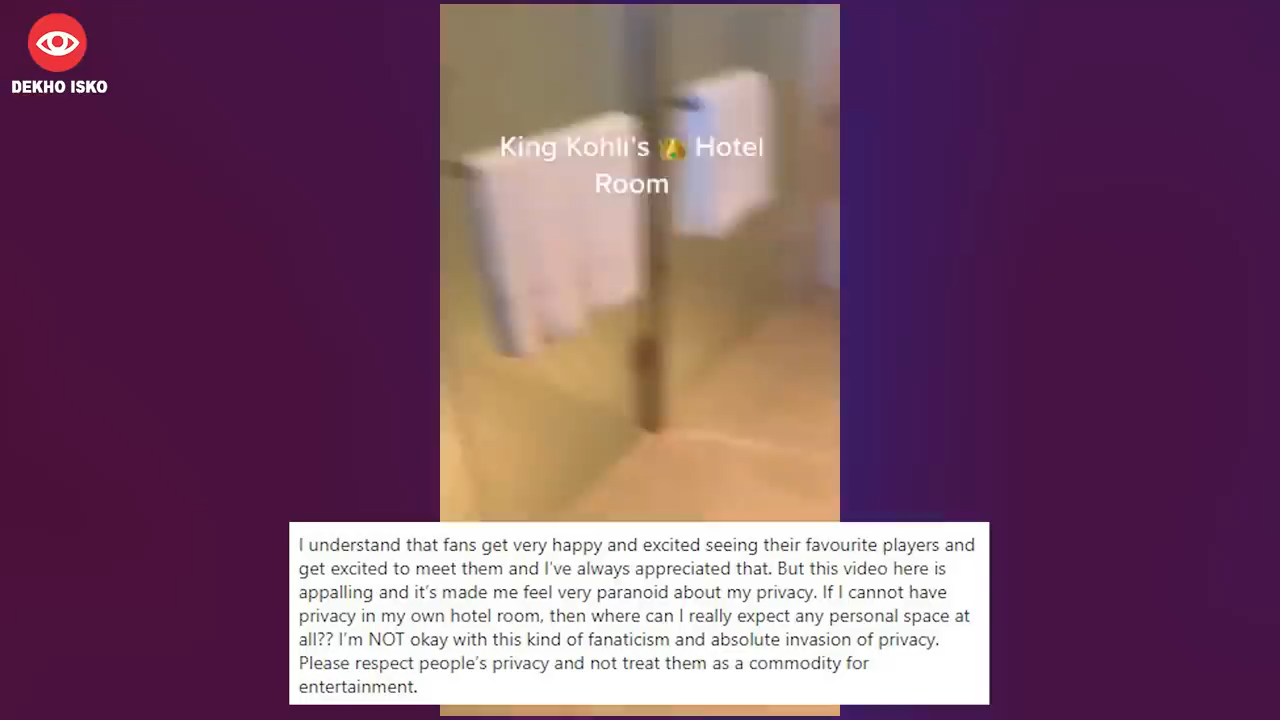 DEKHO ISKO
King Kohli's 👑 Hotel
Room
I understand that fans get very happy and excited seeing their favourite players and
get excited to meet them and I've always appreciated that. But this video here is
appalling and it's made me feel very paranoid about my privacy. If I cannot have
privacy in my own hotel room, then where can I really expect any personal space at
all?? I'm NOT okay with this kind of fanaticism and absolute invasion of privacy.
Please respect people's privacy and not treat them as a commodity for
entertainment.